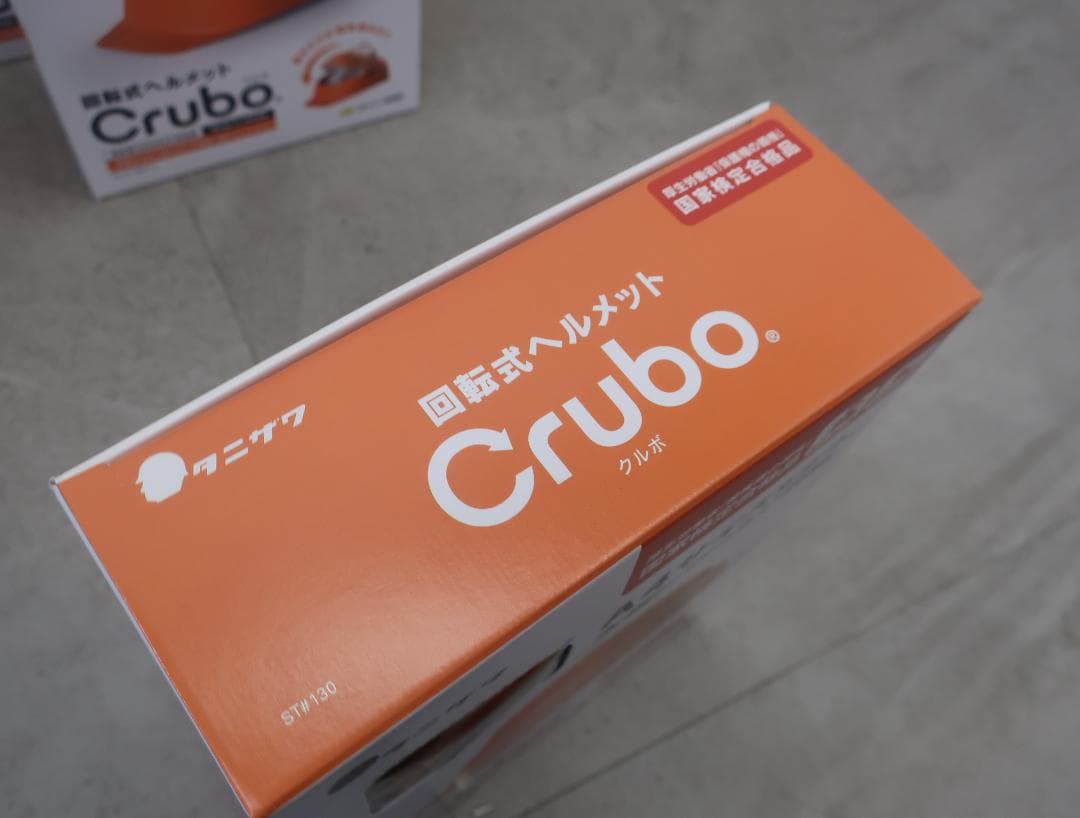 回転式ヘルメット
Crubo
厚生労働省「保護帽の規格」
国家検定合格品
回転式ヘルメット
Crubo®
クルボ
タニザワ
ST#130